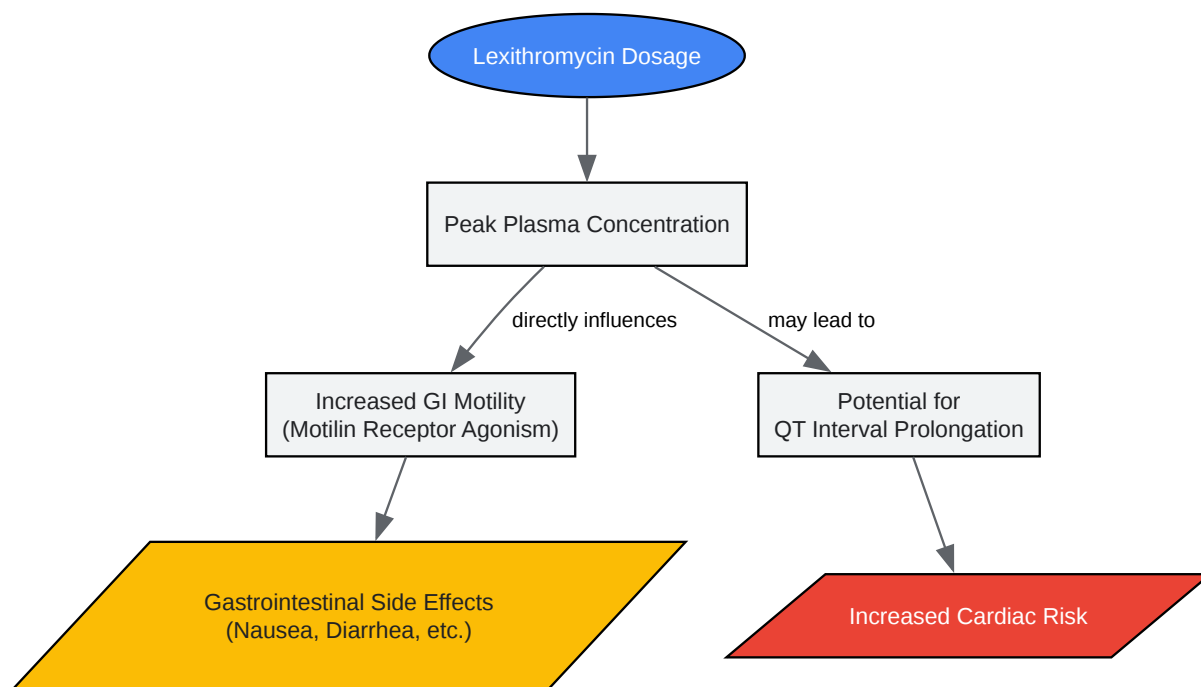 Lexithromycin Dosage
Peak Plasma Concentration
directly influences
may lead to
Increased GI Motility
(Motilin Receptor Agonism)
Potential for
QT Interval Prolongation
Gastrointestinal Side Effects
(Nausea, Diarrhea, etc.)
Increased Cardiac Risk